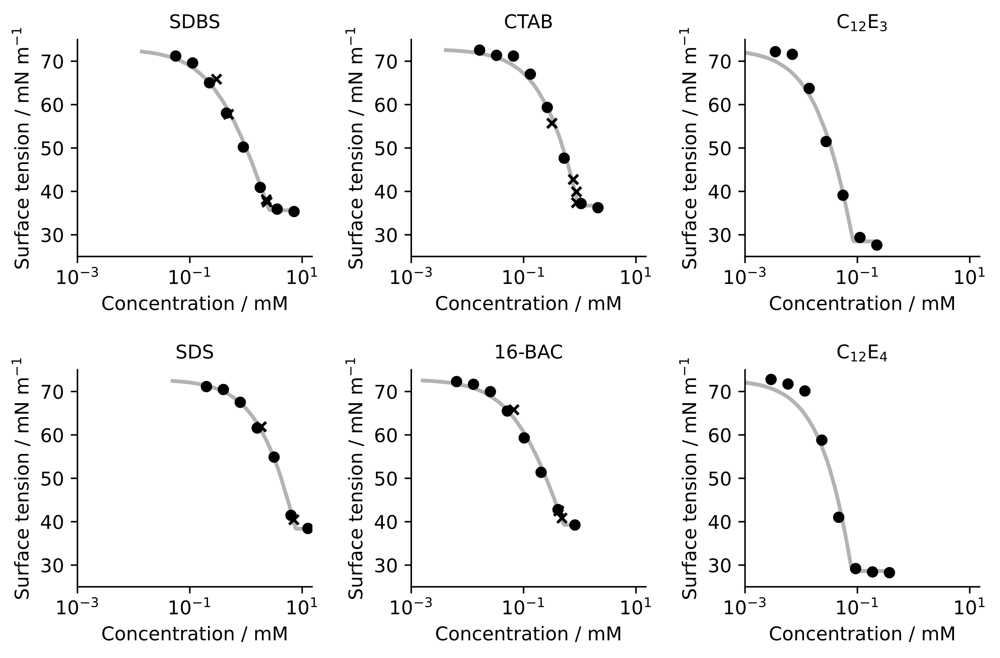 SDBS
Surface tension / mN m⁻¹
70
60
50
40
30
10⁻³ 10⁻¹ 10¹
Concentration / mM
CTAB
Surface tension / mN m⁻¹
70
60
50
40
30
10⁻³ 10⁻¹ 10¹
Concentration / mM
C₁₂E₃
Surface tension / mN m⁻¹
70
60
50
40
30
10⁻³ 10⁻¹ 10¹
Concentration / mM
SDS
Surface tension / mN m⁻¹
70
60
50
40
30
10⁻³ 10⁻¹ 10¹
Concentration / mM
16-BAC
Surface tension / mN m⁻¹
70
60
50
40
30
10⁻³ 10⁻¹ 10¹
Concentration / mM
C₁₂E₄
Surface tension / mN m⁻¹
70
60
50
40
30
10⁻³ 10⁻¹ 10¹
Concentration / mM